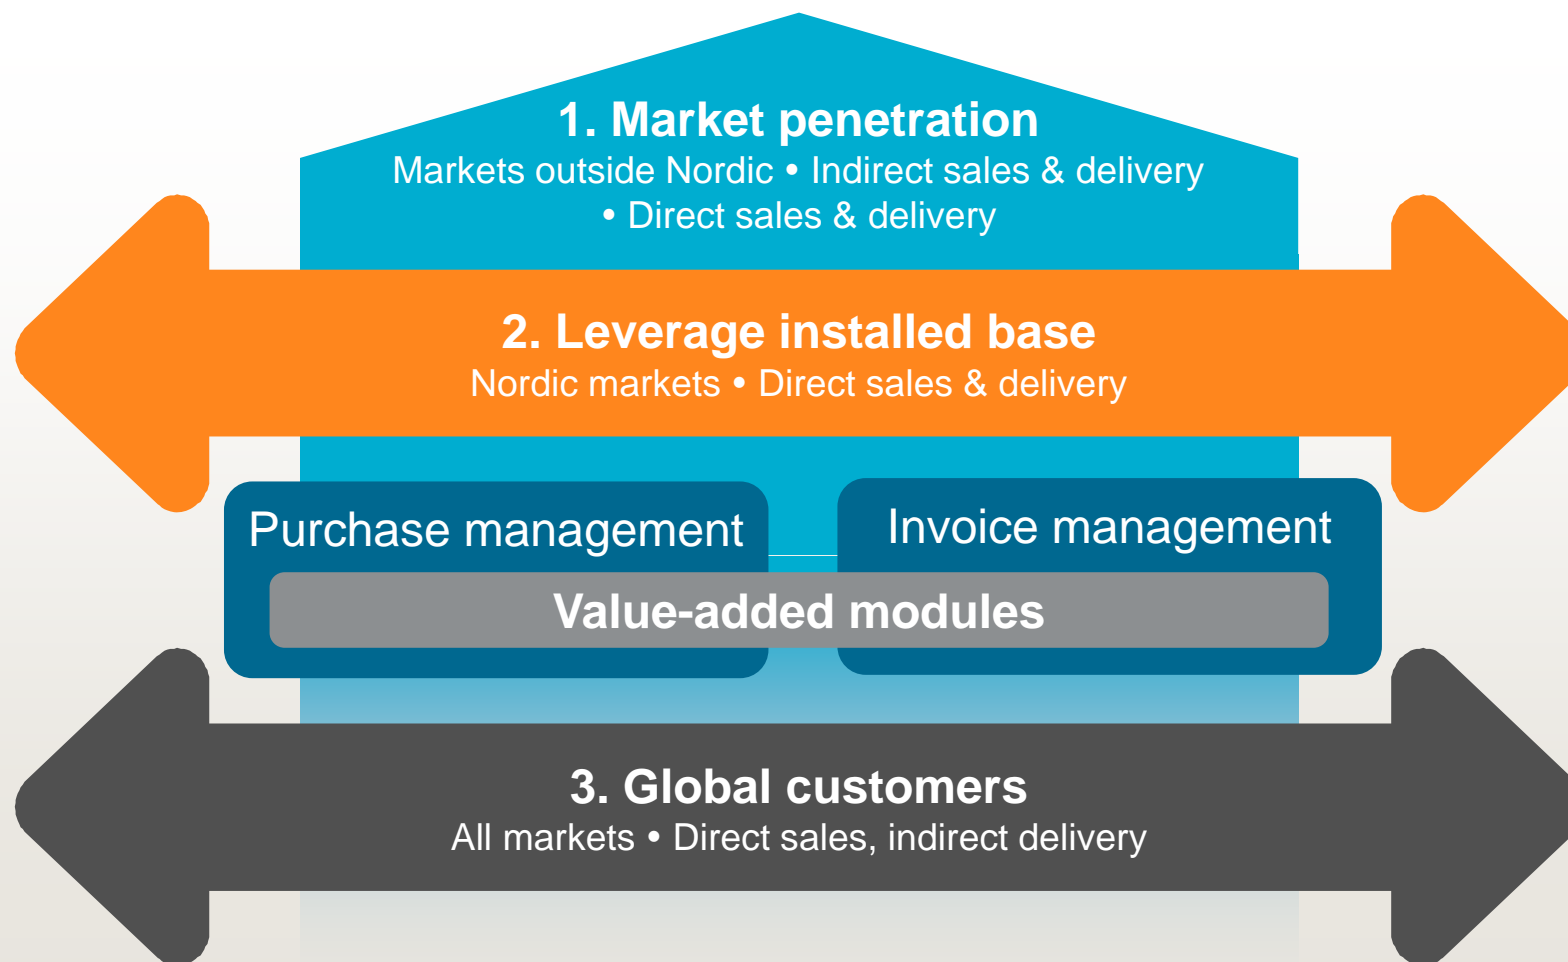 1. Market penetration
Markets outside Nordic • Indirect sales & delivery
• Direct sales & delivery
2. Leverage installed base
Nordic markets • Direct sales & delivery
Purchase management
Invoice management
Value-added modules
3. Global customers
All markets • Direct sales, indirect delivery